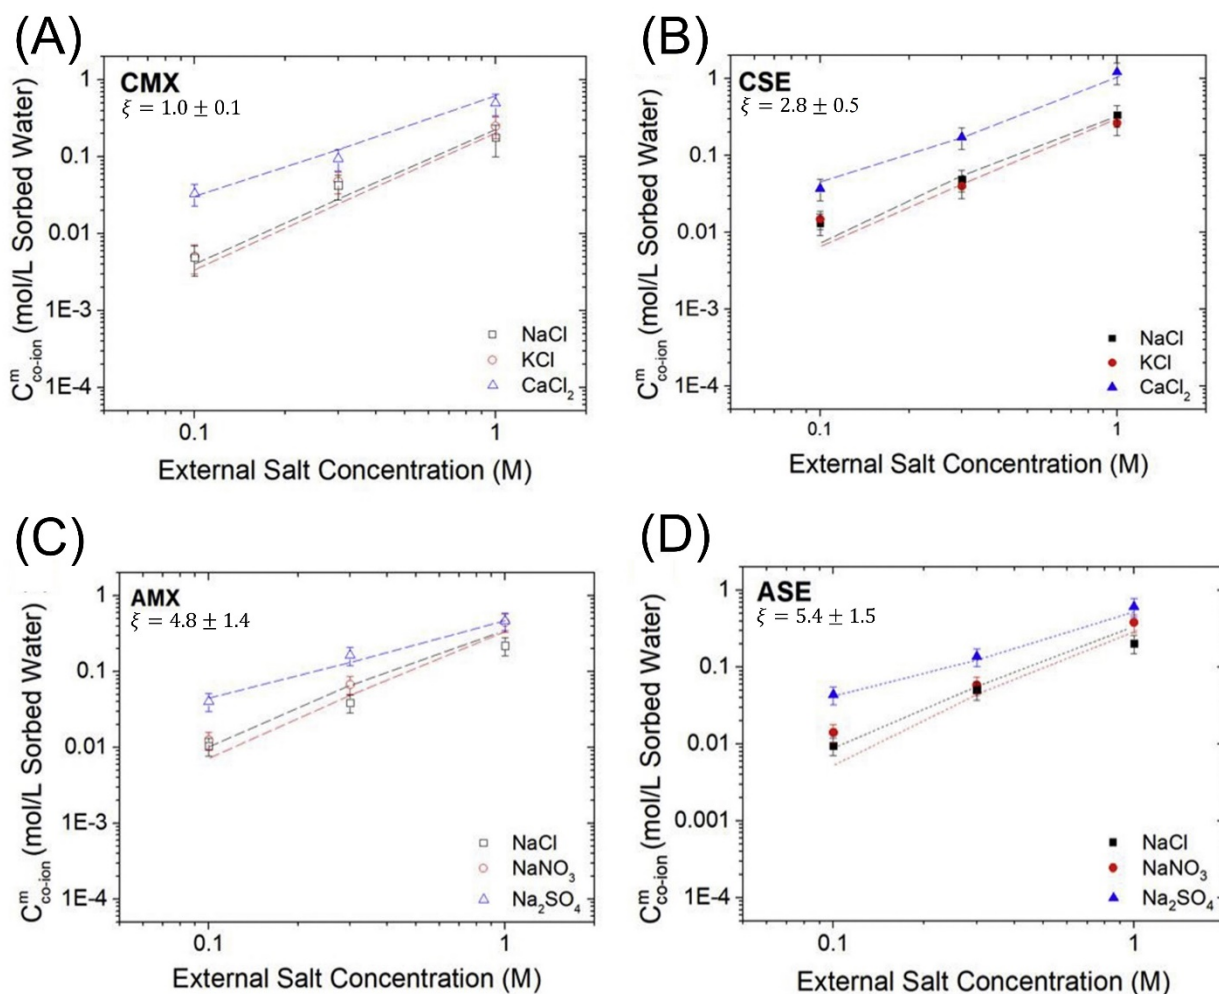 (A)
CMX
ξ = 1.0 ± 0.1
1
0.1
0.01
1E-3
1E-4
C^m_co-ion (mol/L Sorbed Water)
NaCl
KCl
CaCl₂
0.1
1
External Salt Concentration (M)
(B)
CSE
ξ = 2.8 ± 0.5
1
0.1
0.01
1E-3
1E-4
C^m_co-ion (mol/L Sorbed Water)
NaCl
KCl
CaCl₂
0.1
1
External Salt Concentration (M)
(C)
AMX
ξ = 4.8 ± 1.4
1
0.1
0.01
1E-3
1E-4
C^m_co-ion (mol/L Sorbed Water)
NaCl
NaNO₃
Na₂SO₄
0.1
1
External Salt Concentration (M)
(D)
ASE
ξ = 5.4 ± 1.5
1
0.1
0.01
0.001
1E-4
C^m_co-ion (mol/L Sorbed Water)
NaCl
NaNO₃
Na₂SO₄
0.1
1
External Salt Concentration (M)